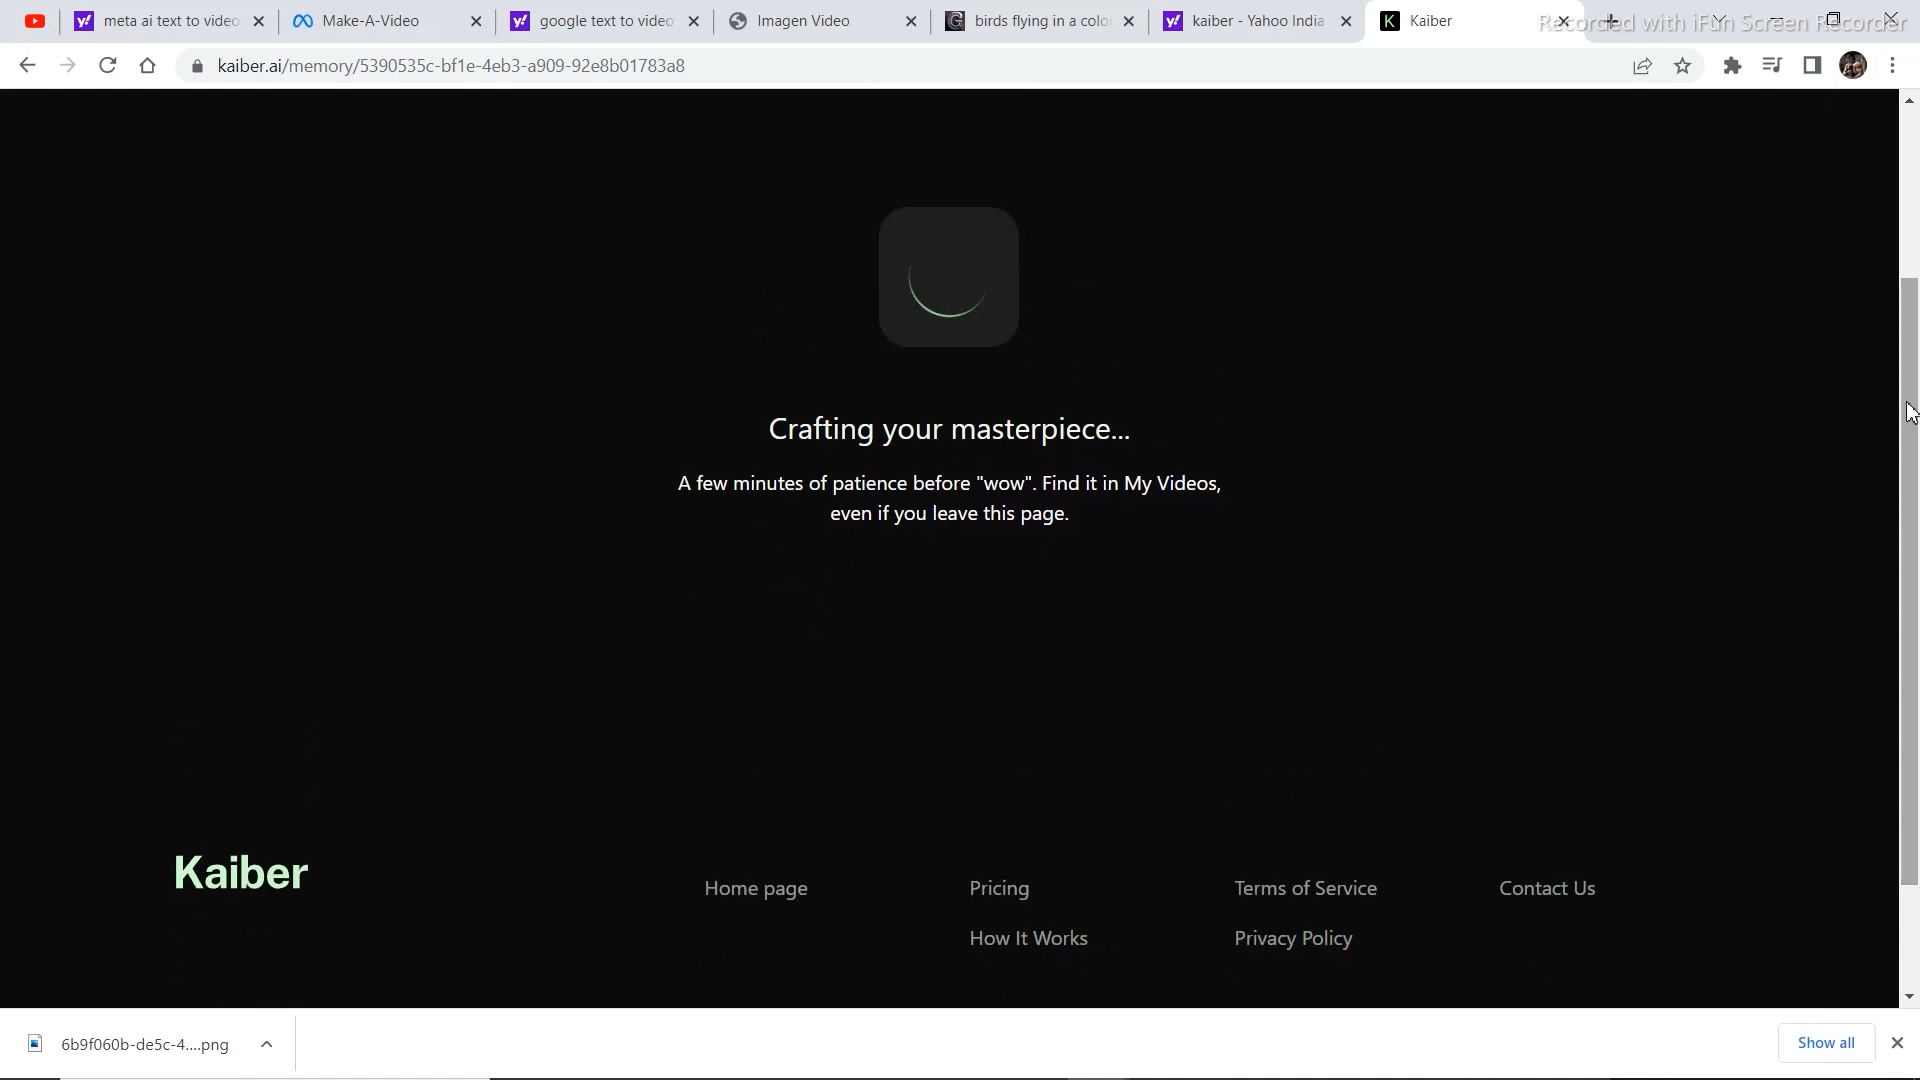 meta ai text to video
Make-A-Video
google text to video
Imagen Video
birds flying in a colo
kaiber - Yahoo India
Kaiber
Recorded with iFun Screen Recorder
kaiber.ai/memory/5390535c-bf1e-4eb3-a909-92e8b01783a8
Crafting your masterpiece...
A few minutes of patience before "wow". Find it in My Videos,
even if you leave this page.
Kaiber
Home page
Pricing
Terms of Service
Contact Us
How It Works
Privacy Policy
6b9f060b-de5c-4....png
Show all